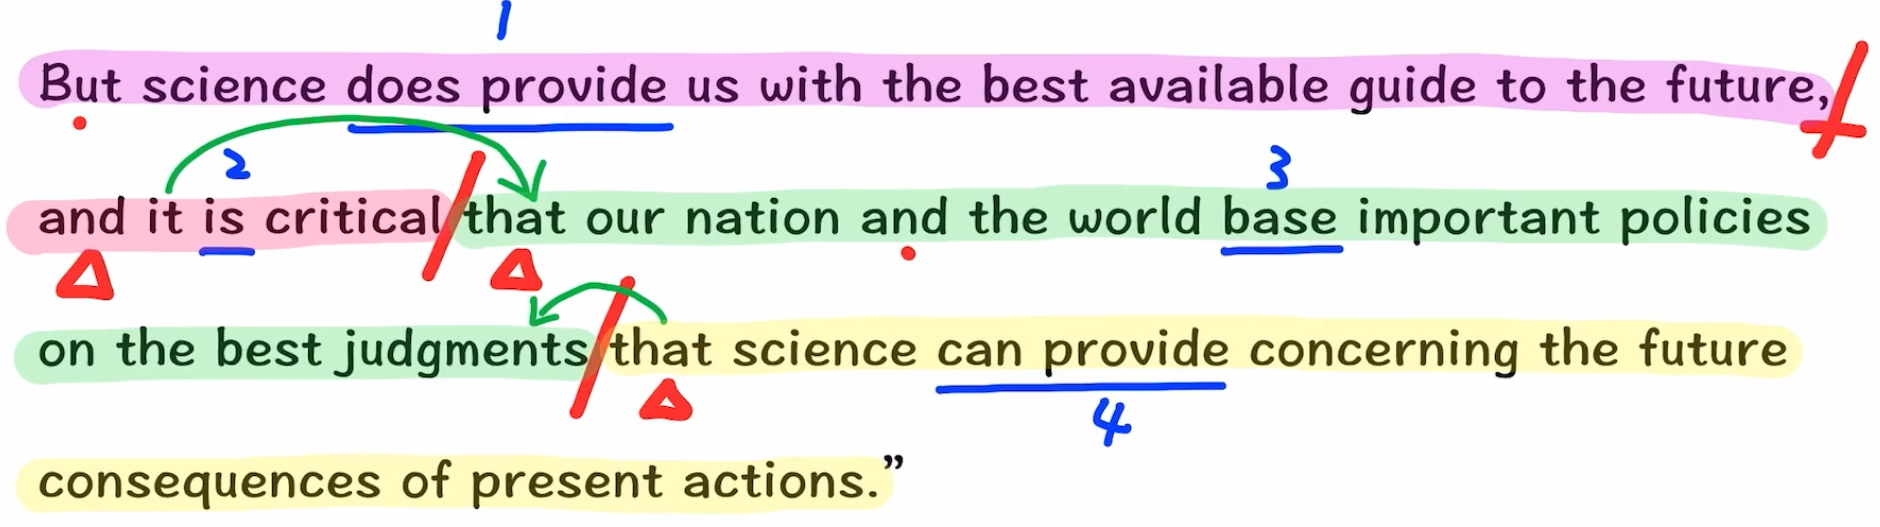 1
But science does provide us with the best available guide to the future,
2 3
and it is critical that our nation and the world base important policies
on the best judgments that science can provide concerning the future
4
consequences of present actions.”